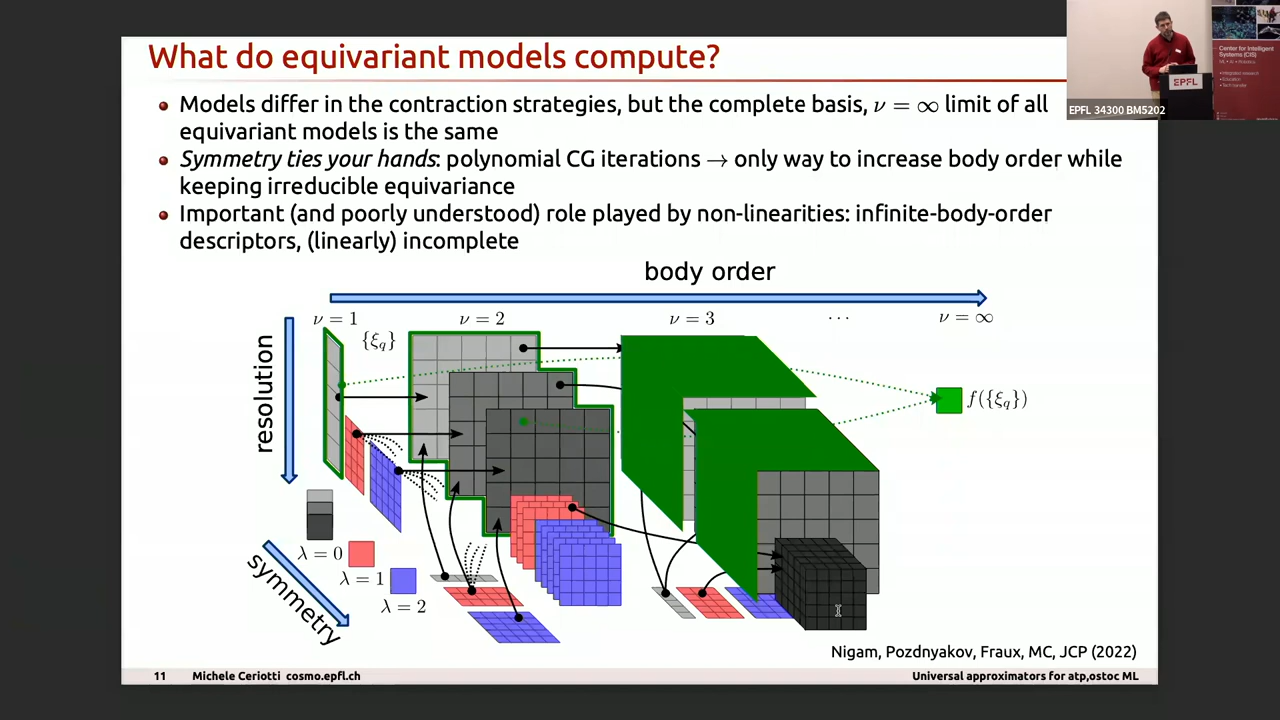 What do equivariant models compute?
Models differ in the contraction strategies, but the complete basis, ν = ∞ limit of all
equivariant models is the same
Symmetry ties your hands: polynomial CG iterations → only way to increase body order while
keeping irreducible equivariance
Important (and poorly understood) role played by non-linearities: infinite-body-order
descriptors, (linearly) incomplete
body order
ν = 1
ν = 2
ν = 3
⋯
ν = ∞
{ξq}
resolution
f({ξq})
λ = 0
λ = 1
λ = 2
symmetry
Nigam, Pozdnyakov, Fraux, MC, JCP (2022)
11 Michele Ceriotti cosmo.epfl.ch
Universal approximators for atp,ostoc ML
EPFL
EPFL 34300 BM5202
Center for Intelligent
Systems (CIS)